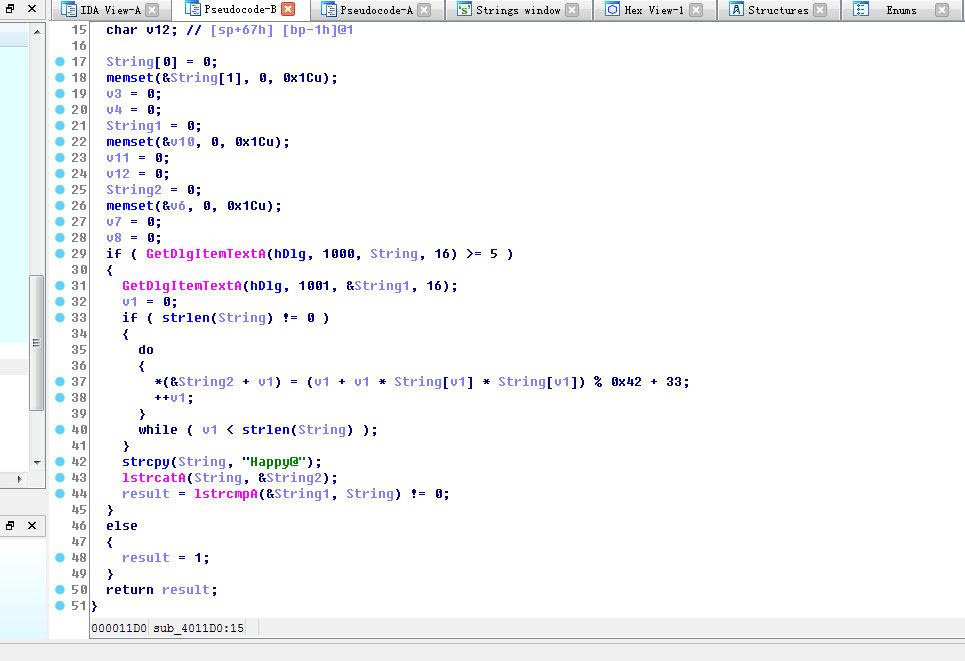 IDA View-A Pseudocode-B Pseudocode-A Strings window Hex View-1 Structures Enums
15 char v12; // [sp+67h] [bp-1h]@1
16
17 String[0] = 0;
18 memset(&String[1], 0, 0x1Cu);
19 v3 = 0;
20 v4 = 0;
21 String1 = 0;
22 memset(&v10, 0, 0x1Cu);
23 v11 = 0;
24 v12 = 0;
25 String2 = 0;
26 memset(&v6, 0, 0x1Cu);
27 v7 = 0;
28 v8 = 0;
29 if ( GetDlgItemTextA(hDlg, 1000, String, 16) >= 5 )
30 {
31 GetDlgItemTextA(hDlg, 1001, &String1, 16);
32 v1 = 0;
33 if ( strlen(String) != 0 )
34 {
35 do
36 {
37 *(&String2 + v1) = (v1 + v1 * String[v1] * String[v1]) % 0x42 + 33;
38 ++v1;
39 }
40 while ( v1 < strlen(String) );
41 }
42 strcpy(String, "Happy@");
43 lstrcatA(String, &String2);
44 result = lstrcmpA(&String1, String) != 0;
45 }
46 else
47 {
48 result = 1;
49 }
50 return result;
51 }
000011D0 sub_4011D0:15